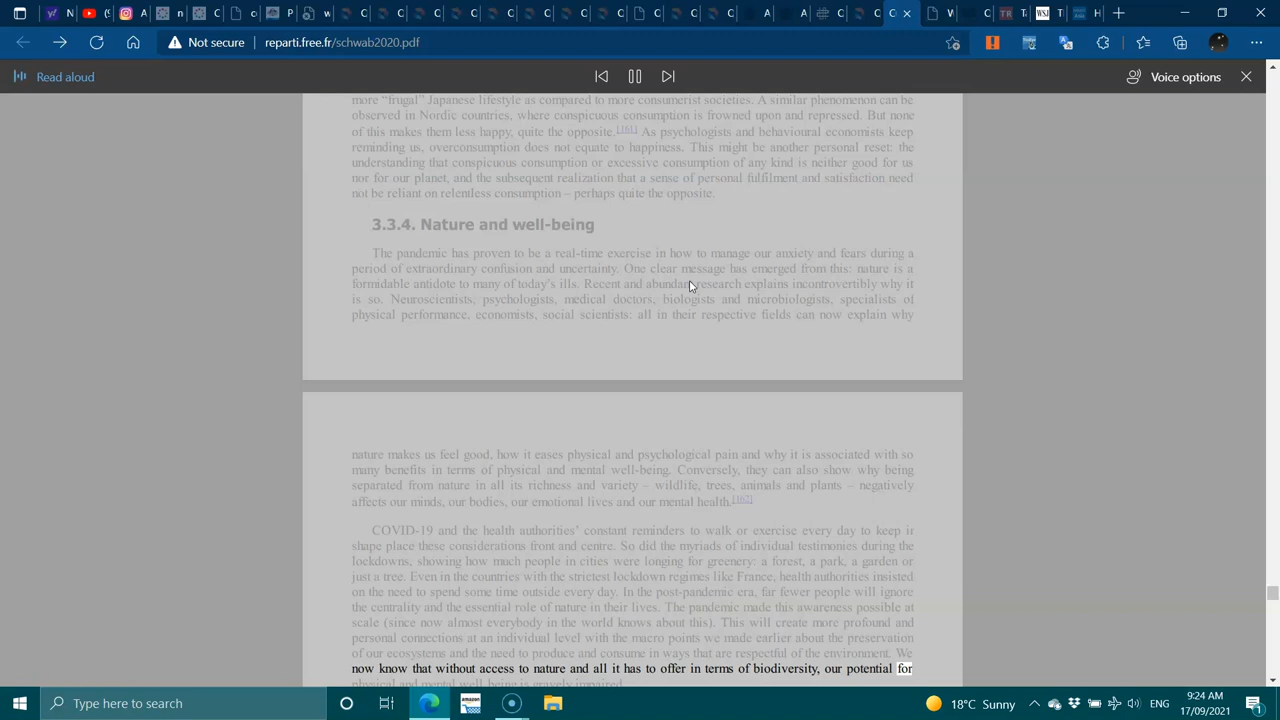 Not secure
reparti.free.fr/schwab2020.pdf
Read aloud
Voice options
more “frugal” Japanese lifestyle as compared to more consumerist societies. A similar phenomenon can be
observed in Nordic countries, where conspicuous consumption is frowned upon and repressed. But none
of this makes them less happy, quite the opposite.[161] As psychologists and behavioural economists keep
reminding us, overconsumption does not equate to happiness. This might be another personal reset: the
understanding that conspicuous consumption or excessive consumption of any kind is neither good for us
nor for our planet, and the subsequent realization that a sense of personal fulfilment and satisfaction need
not be reliant on relentless consumption – perhaps quite the opposite.
3.3.4. Nature and well-being
The pandemic has proven to be a real-time exercise in how to manage our anxiety and fears during a
period of extraordinary confusion and uncertainty. One clear message has emerged from this: nature is a
formidable antidote to many of today’s ills. Recent and abundant research explains incontrovertibly why it
is so. Neuroscientists, psychologists, medical doctors, biologists and microbiologists, specialists of
physical performance, economists, social scientists: all in their respective fields can now explain why
nature makes us feel good, how it eases physical and psychological pain and why it is associated with so
many benefits in terms of physical and mental well-being. Conversely, they can also show why being
separated from nature in all its richness and variety – wildlife, trees, animals and plants – negatively
affects our minds, our bodies, our emotional lives and our mental health.[162]
COVID-19 and the health authorities’ constant reminders to walk or exercise every day to keep in
shape place these considerations front and centre. So did the myriads of individual testimonies during the
lockdowns, showing how much people in cities were longing for greenery: a forest, a park, a garden or
just a tree. Even in the countries with the strictest lockdown regimes like France, health authorities insisted
on the need to spend some time outside every day. In the post-pandemic era, far fewer people will ignore
the centrality and the essential role of nature in their lives. The pandemic made this awareness possible at
scale (since now almost everybody in the world knows about this). This will create more profound and
personal connections at an individual level with the macro points we made earlier about the preservation
of our ecosystems and the need to produce and consume in ways that are respectful of the environment. We
now know that without access to nature and all it has to offer in terms of biodiversity, our potential for
physical and mental well-being is gravely impaired.
Type here to search
amazon
18°C Sunny
ENG
9:24 AM
17/09/2021